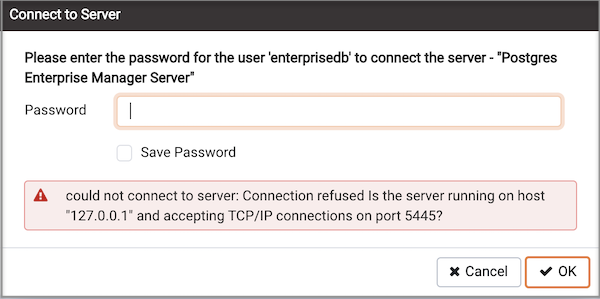 Connect to Server
Please enter the password for the user 'enterprisedb' to connect the server - "Postgres
Enterprise Manager Server"
Password
Save Password
could not connect to server: Connection refused Is the server running on host
"127.0.0.1" and accepting TCP/IP connections on port 5445?
Cancel
OK